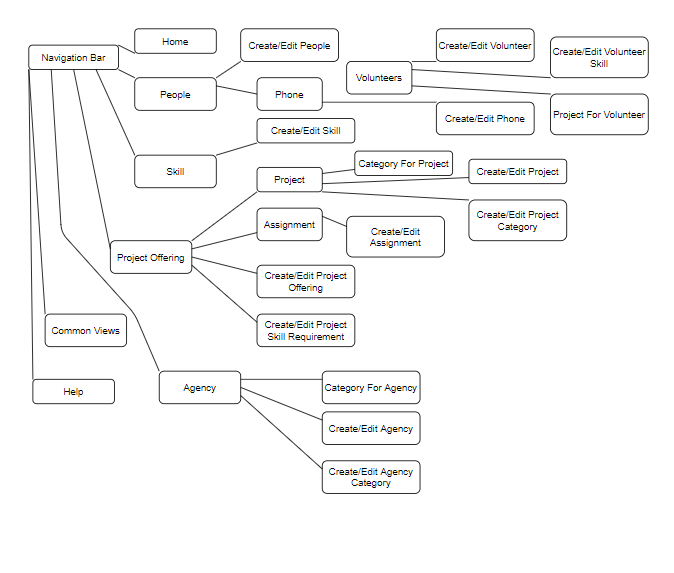 Home
Navigation Bar
Create/Edit People
Create/Edit Volunteer
Create/Edit Volunteer
Skill
Volunteers
People
Phone
Create/Edit Phone
Project For Volunteer
Create/Edit Skill
Skill
Category For Project
Create/Edit Project
Project
Create/Edit Project
Category
Assignment
Create/Edit
Assignment
Project Offering
Create/Edit Project
Offering
Create/Edit Project
Skill Requirement
Common Views
Help
Agency
Category For Agency
Create/Edit Agency
Create/Edit Agency
Category